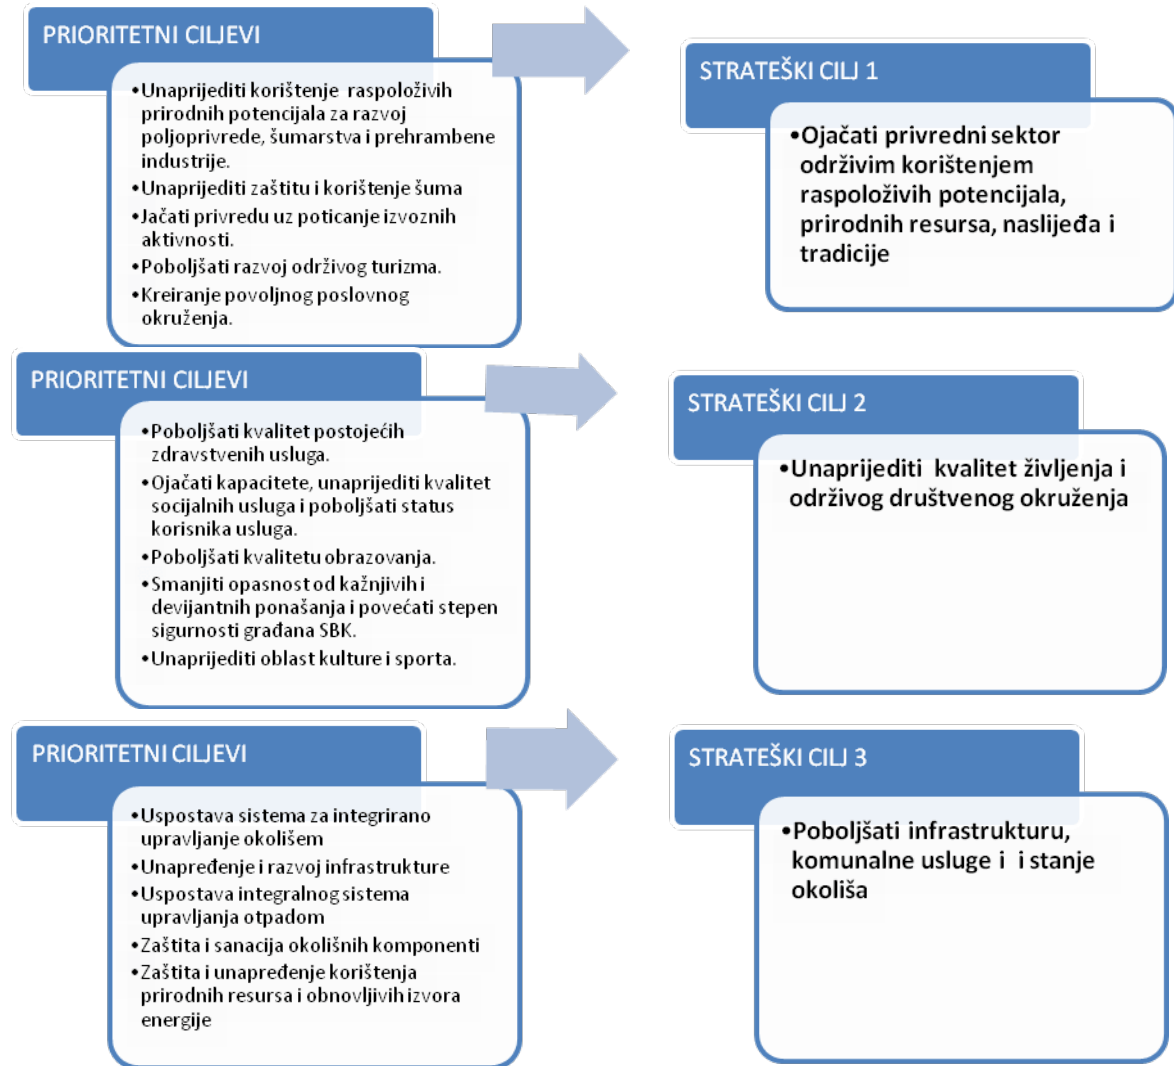 PRIORITETNI CILJEVI
•Unaprijediti korištenje raspoloživih
prirodnih potencijala za razvoj
poljoprivrede, šumarstva i prehrambene
industrije.
•Unaprijediti zaštitu i korištenje šuma
•Jačati privredu uz poticanje izvoznih
aktivnosti.
•Poboljšati razvoj održivog turizma.
•Kreiranje povoljnog poslovnog
okruženja.
STRATEŠKI CILJ 1
•Ojačati privredni sektor
održivim korištenjem
raspoloživih potencijala,
prirodnih resursa, naslijeđa i
tradicije
PRIORITETNI CILJEVI
•Poboljšati kvalitet postojećih
zdravstvenih usluga.
•Ojačati kapacitete, unaprijediti kvalitet
socijalnih usluga i poboljšati status
korisnika usluga.
•Poboljšati kvalitetu obrazovanja.
•Smanjiti opasnost od kažnjivih i
devijantnih ponašanja i povećati stepen
sigurnosti građana SBK.
•Unaprijediti oblast kulture i sporta.
STRATEŠKI CILJ 2
•Unaprijediti kvalitet življenja i
održivog društvenog okruženja
PRIORITETNI CILJEVI
•Uspostava sistema za integrirano
upravljanje okolišem
•Unapređenje i razvoj infrastrukture
•Uspostava integralnog sistema
upravljanja otpadom
•Zaštita i sanacija okolišnih komponenti
•Zaštita i unapređenje korištenja
prirodnih resursa i obnovljivih izvora
energije
STRATEŠKI CILJ 3
•Poboljšati infrastrukturu,
komunalne usluge i i stanje
okoliša